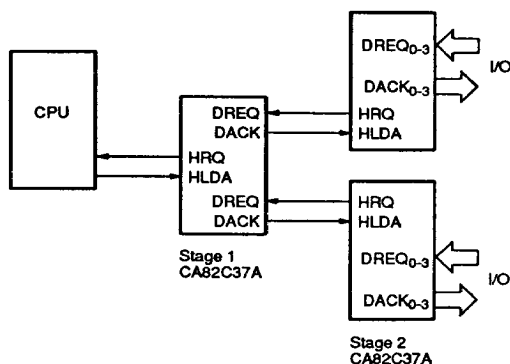 CPU
DREQ
DACK
HRQ
HLDA
DREQ
DACK
Stage 1
CA82C37A
DREQ0-3
I/O
DACK0-3
HRQ
HLDA
HRQ
HLDA
DREQ0-3
I/O
DACK0-3
Stage 2
CA82C37A